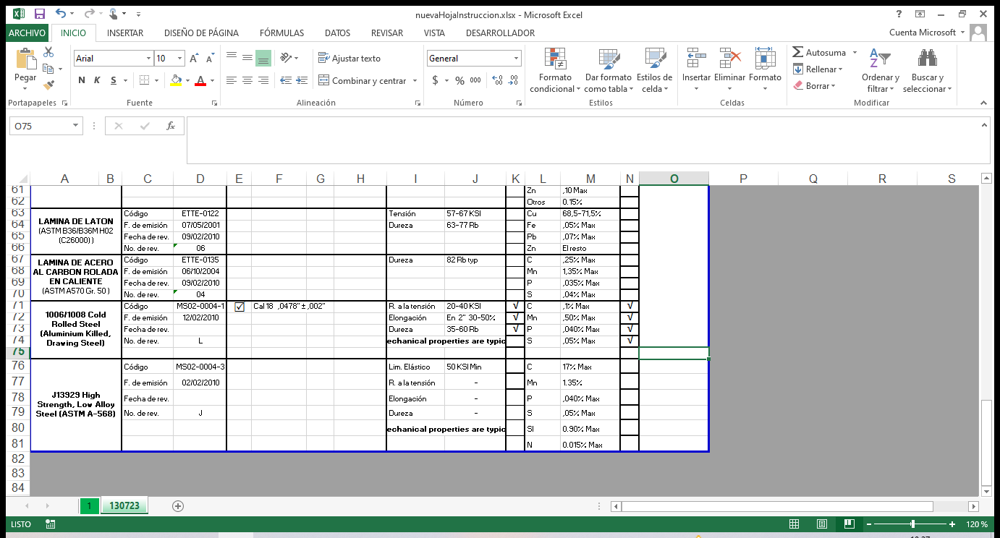 nuevaHojaInstruccion.xlsx - Microsoft Excel
ARCHIVO INICIO INSERTAR DISEÑO DE PÁGINA FÓRMULAS DATOS REVISAR VISTA DESARROLLADOR Cuenta Microsoft
Pegar
Portapapeles
Arial 10
N K S
Fuente
Ajustar texto
Combinar y centrar
Alineación
General
$ % 000
Número
Formato condicional
Dar formato como tabla
Estilos de celda
Estilos
Insertar Eliminar Formato
Celdas
Autosuma
Rellenar
Borrar
Ordenar y filtrar
Buscar y seleccionar
Modificar
O75 fx
A B C D E F G H I J K L M N O P Q R S
61 Zn ,10 Max
62 Otros 0.15%
63 Código ETTE-0122 Tensión 57-67 KSI Cu 68,5-71,5%
LAMINA DE LATON
(ASTM B36/B36M H02
(C26000) )
64 F. de emisión 07/05/2001 Dureza 63-77 Rb Fe ,05% Max
65 Fecha de rev. 09/02/2010 Pb ,07% Max
66 No. de rev. 06 Zn El resto
67 Código ETTE-0135 Dureza 82 Rb typ C ,25% Max
LAMINA DE ACERO
AL CARBON ROLADA
EN CALIENTE
(ASTM A570 Gr. 50 )
68 F. de emisión 06/10/2004 Mn 1,35% Max
69 Fecha de rev. 09/02/2010 P ,035% Max
70 No. de rev. 04 S ,04% Max
71 Código MS02-0004-1 Cal 18 ,0478" ± ,002" R. a la tensión 20-40 KSI √ C ,1% Max √
1006/1008 Cold
Rolled Steel
(Aluminium Killed,
Drawing Steel)
72 F. de emisión 12/02/2010 Elongación En 2" 30-50% √ Mn ,50% Max √
73 Fecha de rev. Dureza 35-60 Rb √ P ,040% Max √
74 No. de rev. L echanical properties are typic S ,05% Max √
75
76 Código MS02-0004-3 Lim. Elástico 50 KSI Min C 17% Max
77 F. de emisión 02/02/2010 R. a la tensión - Mn 1.35%
J13929 High
Strength, Low Alloy
Steel (ASTM A-568)
78 Fecha de rev. Elongación - P ,040% Max
79 No. de rev. J Dureza - S ,05% Max
80 echanical properties are typic SI 0.90% Max
81 N 0.015% Max
82
83
84
1 130723
LISTO 120 %